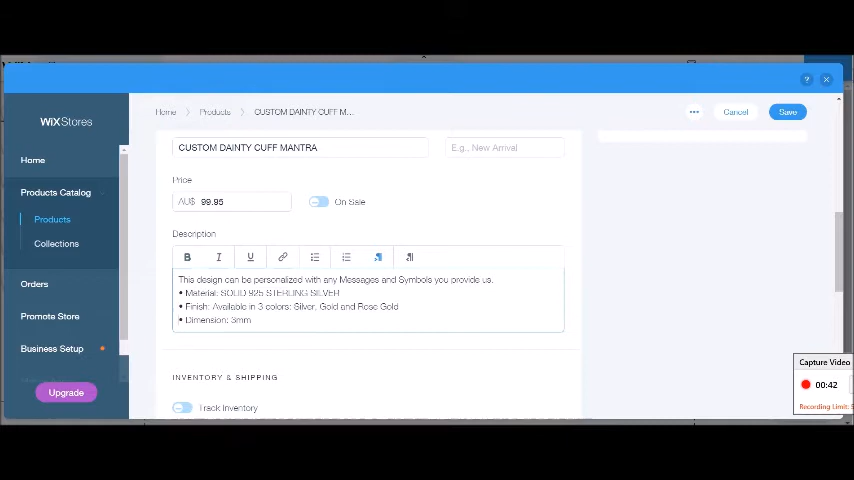 WiX Stores
Home
Products Catalog
Products
Collections
Orders
Promote Store
Business Setup
Upgrade
? ×
Home > Products > CUSTOM DAINTY CUFF M...
... Cancel Save
CUSTOM DAINTY CUFF MANTRA
E.g., New Arrival
Price
AU$ 99.95
On Sale
Description
B I U
This design can be personalized with any Messages and Symbols you provide us.
• Material: SOLID 925 STERLING SILVER
• Finish: Available in 3 colors: Silver, Gold and Rose Gold
• Dimension: 3mm
INVENTORY & SHIPPING
Track Inventory
Capture Video
00:42
Recording Limit: